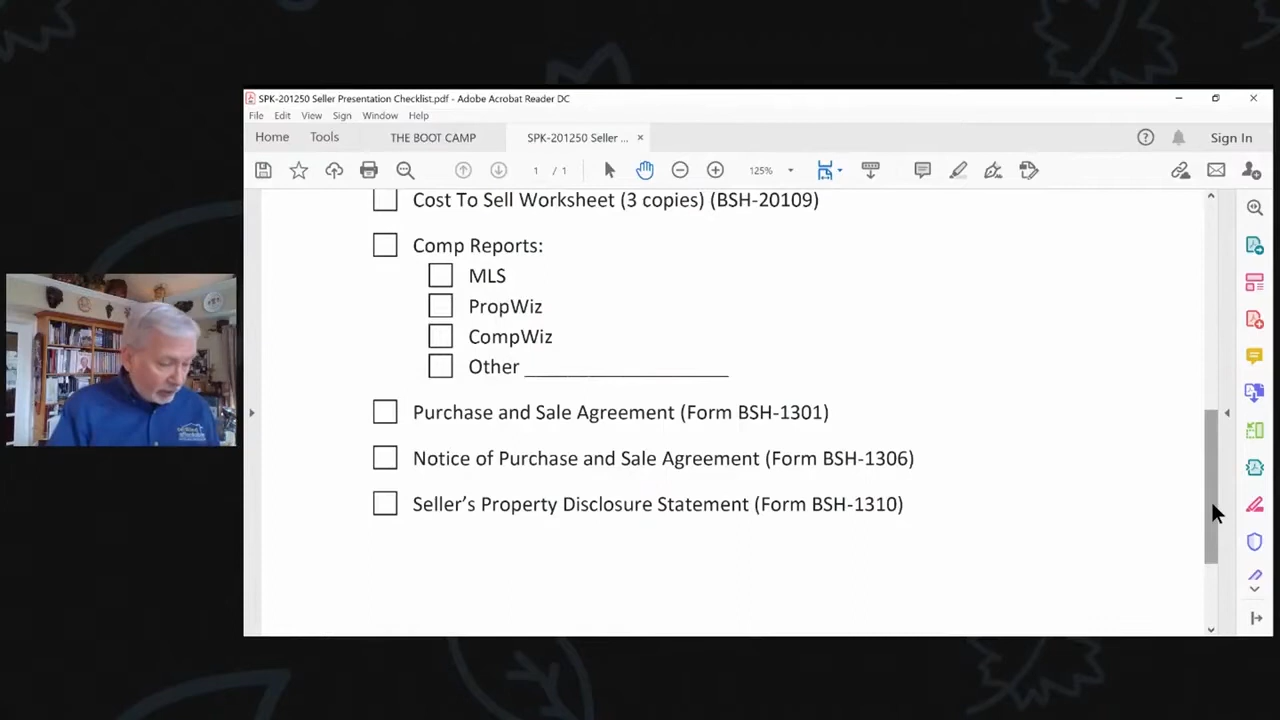 SPK-201250 Seller Presentation Checklist.pdf - Adobe Acrobat Reader DC
File Edit View Sign Window Help
Home Tools THE BOOT CAMP SPK-201250 Seller ... × Sign In
1 / 1 125%
Cost To Sell Worksheet (3 copies) (BSH-20109)
Comp Reports:
MLS
PropWiz
CompWiz
Other ____________________
Purchase and Sale Agreement (Form BSH-1301)
Notice of Purchase and Sale Agreement (Form BSH-1306)
Seller’s Property Disclosure Statement (Form BSH-1310)